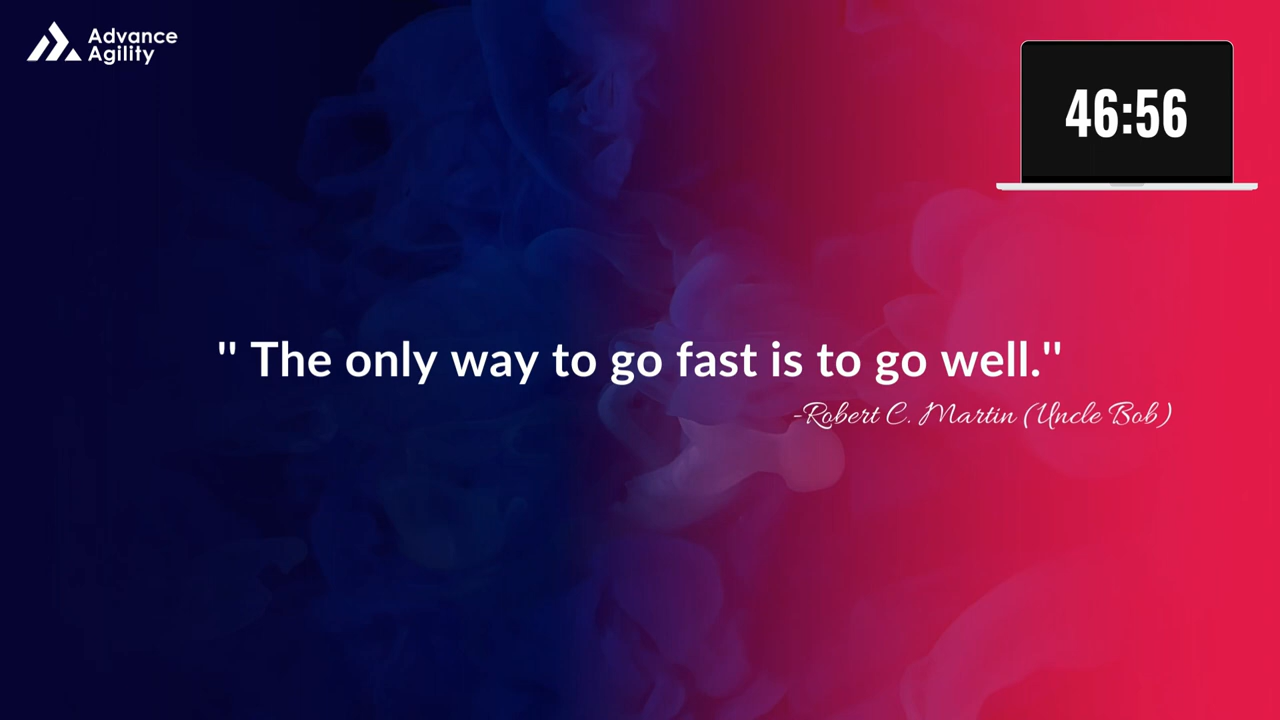 Advance
Agility
46:56
" The only way to go fast is to go well."
-Robert C. Martin (Uncle Bob)